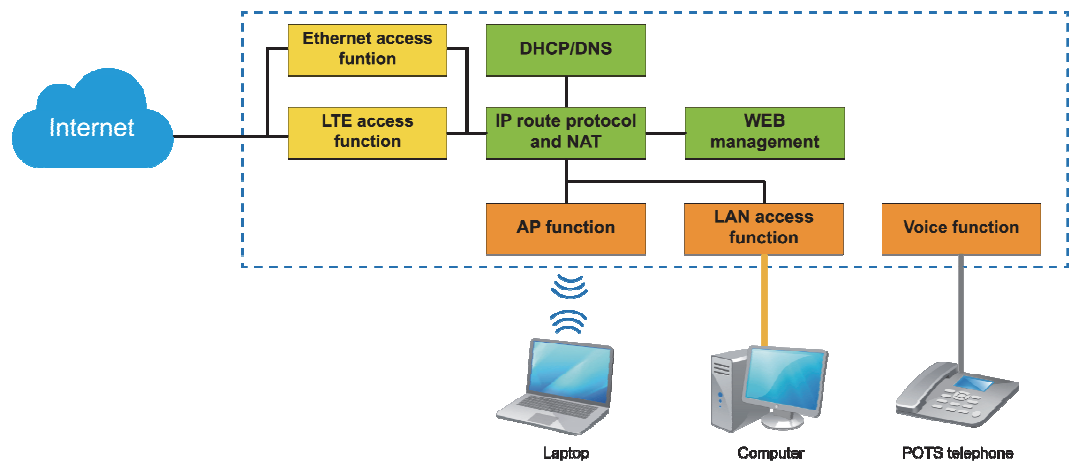 Ethernet access
funtion
DHCP/DNS
Internet
LTE access
function
IP route protocol
and NAT
WEB
management
AP function
LAN access
function
Voice function
Laptop
Computer
POTS telephone